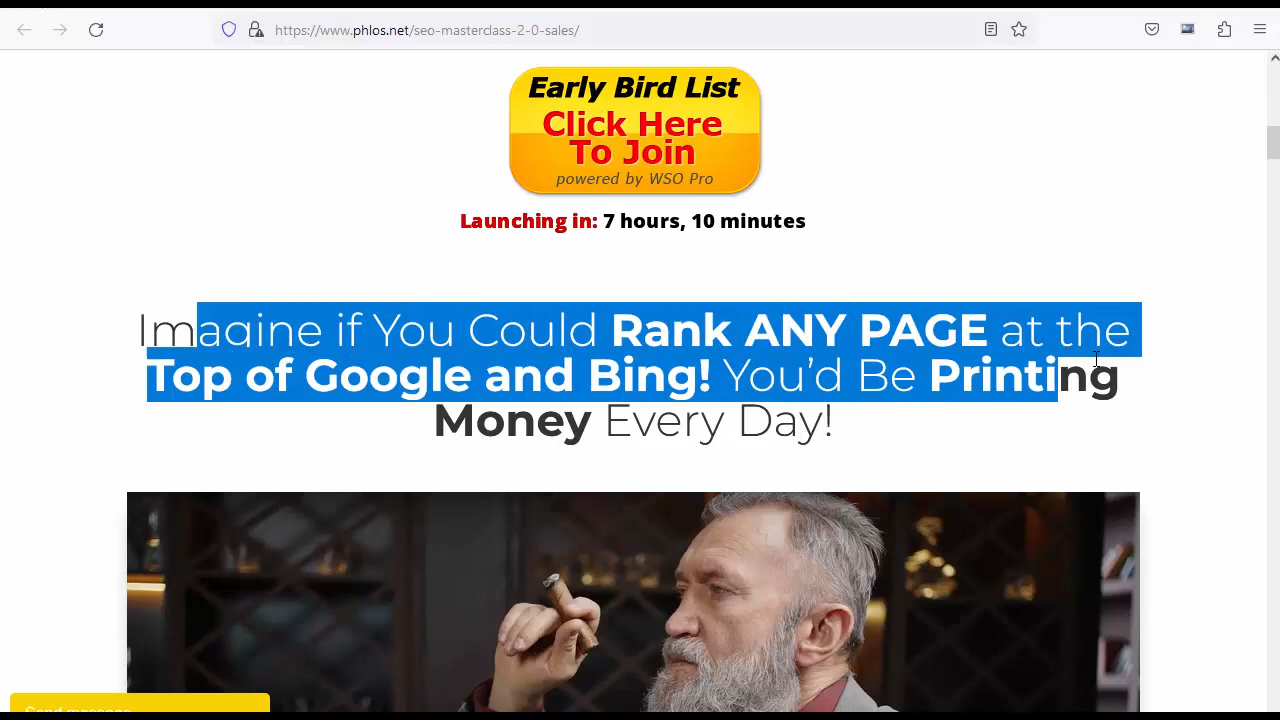 https://www.phlos.net/seo-masterclass-2-0-sales/
Early Bird List
Click Here
To Join
powered by WSO Pro
Launching in: 7 hours, 10 minutes
Imagine if You Could Rank ANY PAGE at the
Top of Google and Bing! You'd Be Printing
Money Every Day!
Send message